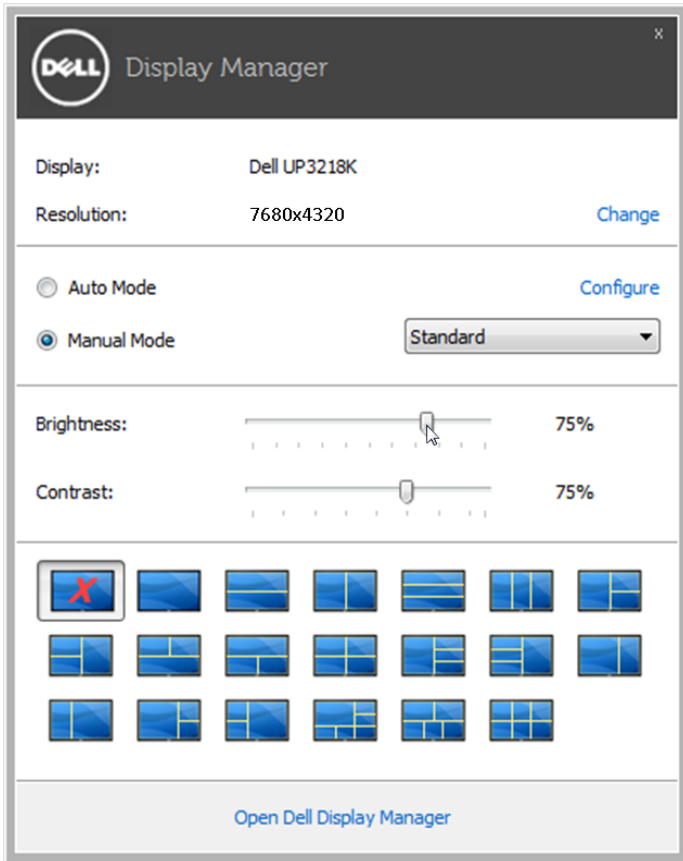 DELL Display Manager X
Display: Dell UP3218K
Resolution: 7680x4320 Change
Auto Mode Configure
Manual Mode Standard
Brightness: 75%
Contrast: 75%
X
Open Dell Display Manager